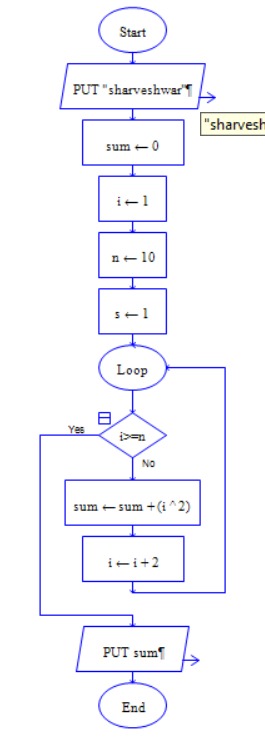 Start
PUT "sharveshwar"¶
"sharvesh
sum ← 0
i ← 1
n ← 10
s ← 1
Loop
Yes
i>=n
No
sum ← sum + (i ^ 2)
i ← i + 2
PUT sum¶
End